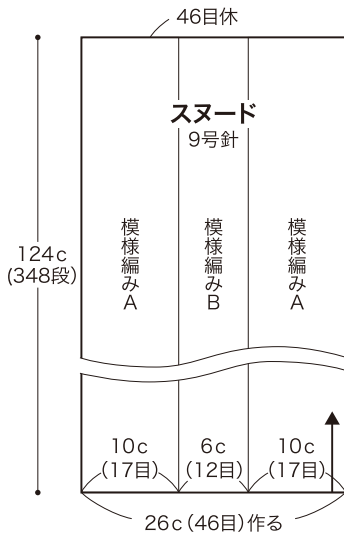 46目休
スヌード
9号針
124c
(348段)
模様編みA
模様編みB
模様編みA
10c
(17目)
6c
(12目)
10c
(17目)
26c(46目)作る